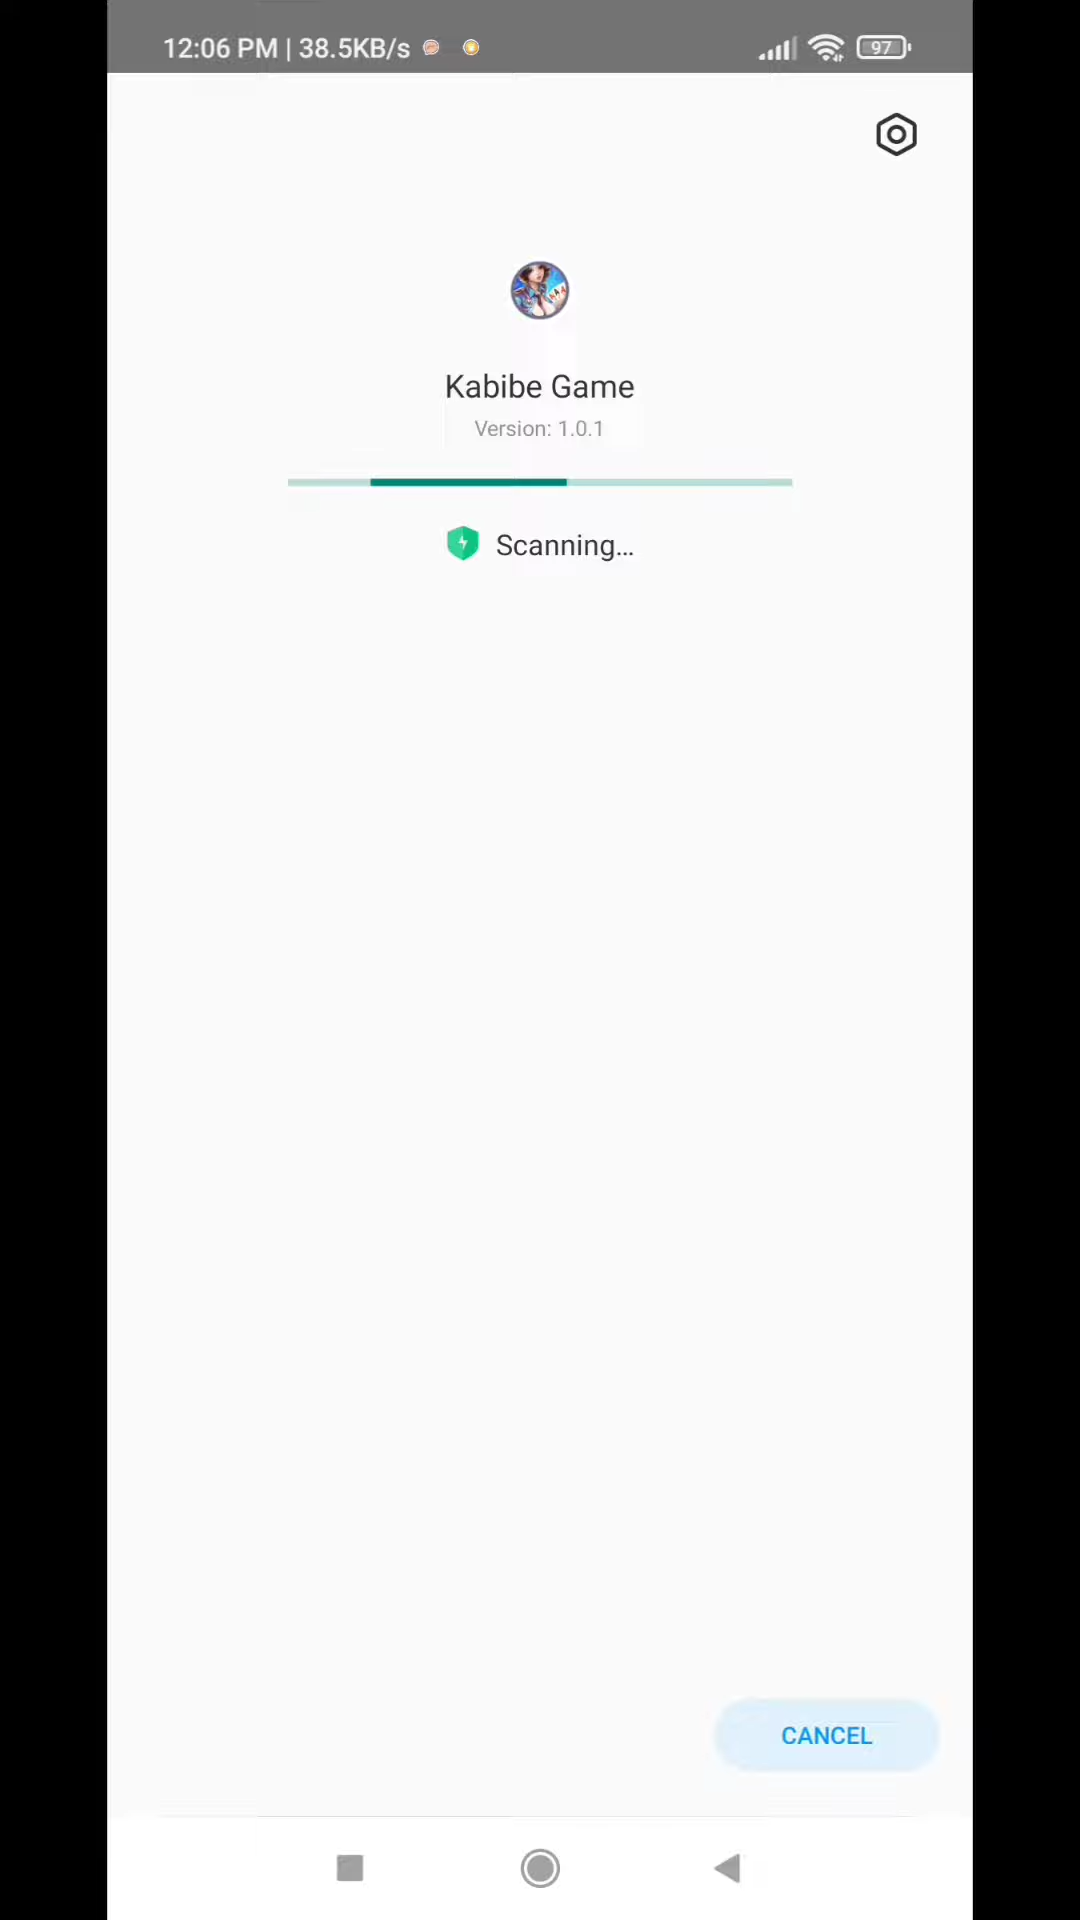 12:06 PM | 38.5KB/s
97
Kabibe Game
Version: 1.0.1
Scanning...
CANCEL